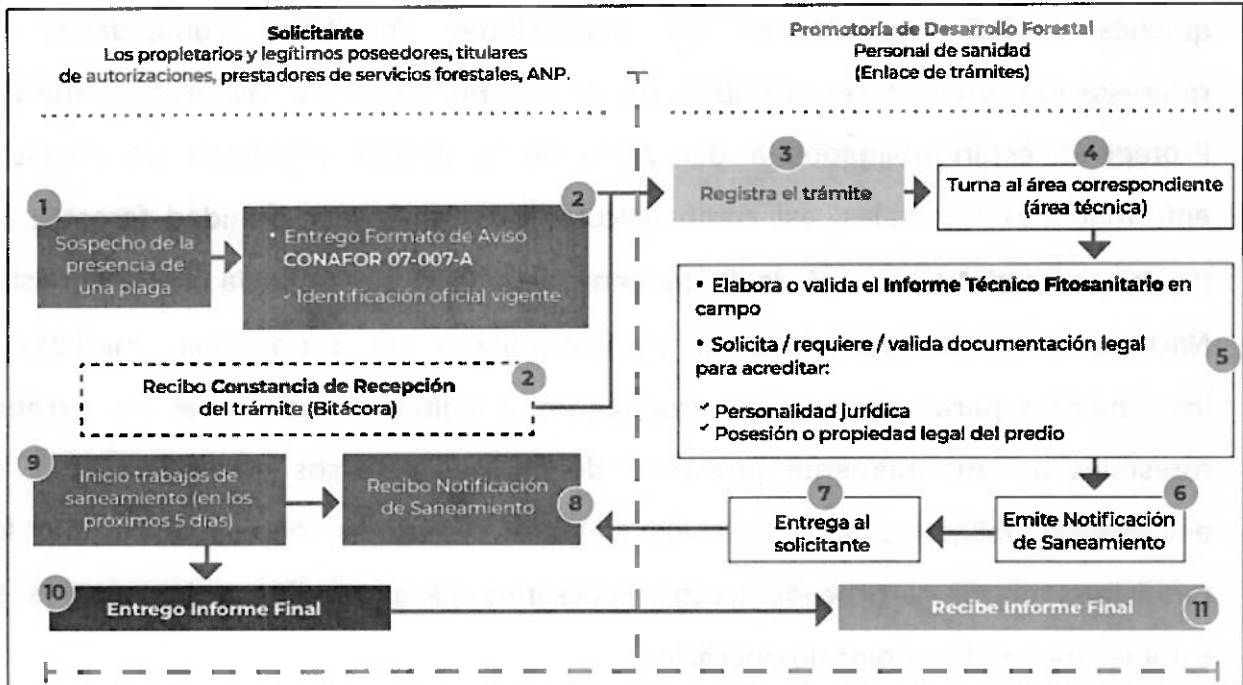 Solicitante
Los propietarios y legítimos poseedores, titulares
de autorizaciones, prestadores de servicios forestales, ANP.
Promotoría de Desarrollo Forestal
Personal de sanidad
(Enlace de trámites)
1
Sospecho de la
presencia de
una plaga
2
• Entrego Formato de Aviso
CONAFOR 07-007-A
✓ Identificación oficial vigente
Recibo Constancia de Recepción
del trámite (Bitácora)
2
3
Registra el trámite
4
Turna al área correspondiente
(área técnica)
• Elabora o valida el Informe Técnico Fitosanitario en
campo
• Solicita / requiere / valida documentación legal
para acreditar:
✓ Personalidad jurídica
✓ Posesión o propiedad legal del predio
5
6
Emite Notificación
de Saneamiento
7
Entrega al
solicitante
8
Recibo Notificación
de Saneamiento
9
Inicio trabajos de
saneamiento (en los
próximos 5 días)
10
Entrego Informe Final
Recibe Informe Final
11